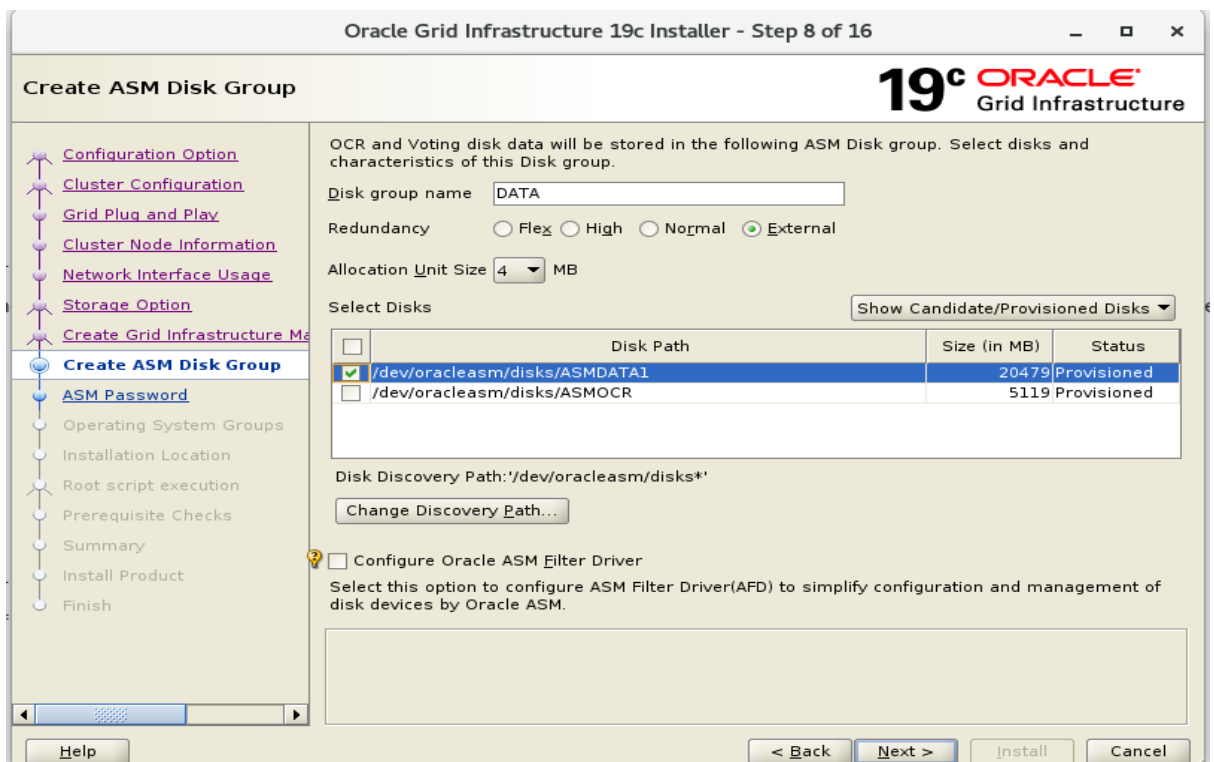 Oracle Grid Infrastructure 19c Installer - Step 8 of 16
Create ASM Disk Group
19c ORACLE
Grid Infrastructure
Configuration Option
Cluster Configuration
Grid Plug and Play
Cluster Node Information
Network Interface Usage
Storage Option
Create Grid Infrastructure Ma
Create ASM Disk Group
ASM Password
Operating System Groups
Installation Location
Root script execution
Prerequisite Checks
Summary
Install Product
Finish
OCR and Voting disk data will be stored in the following ASM Disk group. Select disks and
characteristics of this Disk group.
Disk group name DATA
Redundancy Flex High Normal External
Allocation Unit Size 4 MB
Select Disks Show Candidate/Provisioned Disks
Disk Path Size (in MB) Status
/dev/oracleasm/disks/ASMDATA1 20479 Provisioned
/dev/oracleasm/disks/ASMOCR 5119 Provisioned
Disk Discovery Path:'/dev/oracleasm/disks*'
Change Discovery Path...
Configure Oracle ASM Filter Driver
Select this option to configure ASM Filter Driver(AFD) to simplify configuration and management of
disk devices by Oracle ASM.
Help < Back Next > Install Cancel